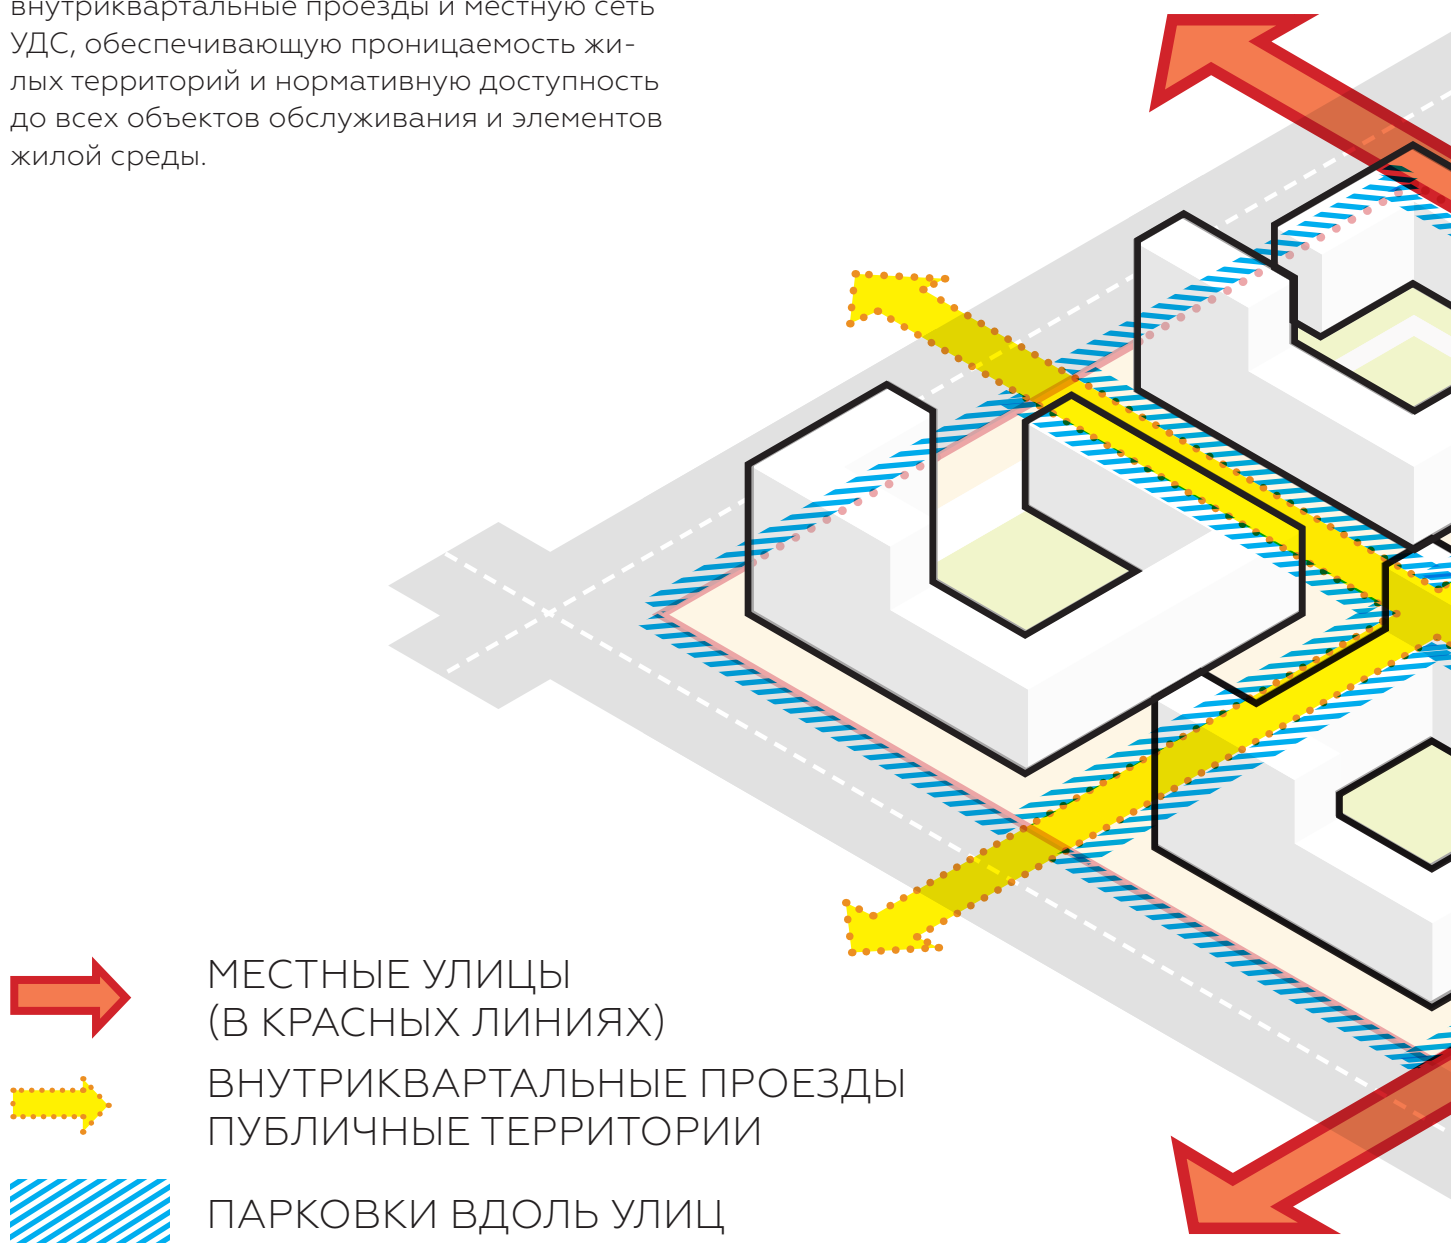 внутриквартальные проезды и местную сеть
УДС, обеспечивающую проницаемость жи-
лых территорий и нормативную доступность
до всех объектов обслуживания и элементов
жилой среды.
МЕСТНЫЕ УЛИЦЫ
(В КРАСНЫХ ЛИНИЯХ)
ВНУТРИКВАРТАЛЬНЫЕ ПРОЕЗДЫ
ПУБЛИЧНЫЕ ТЕРРИТОРИИ
ПАРКОВКИ ВДОЛЬ УЛИЦ